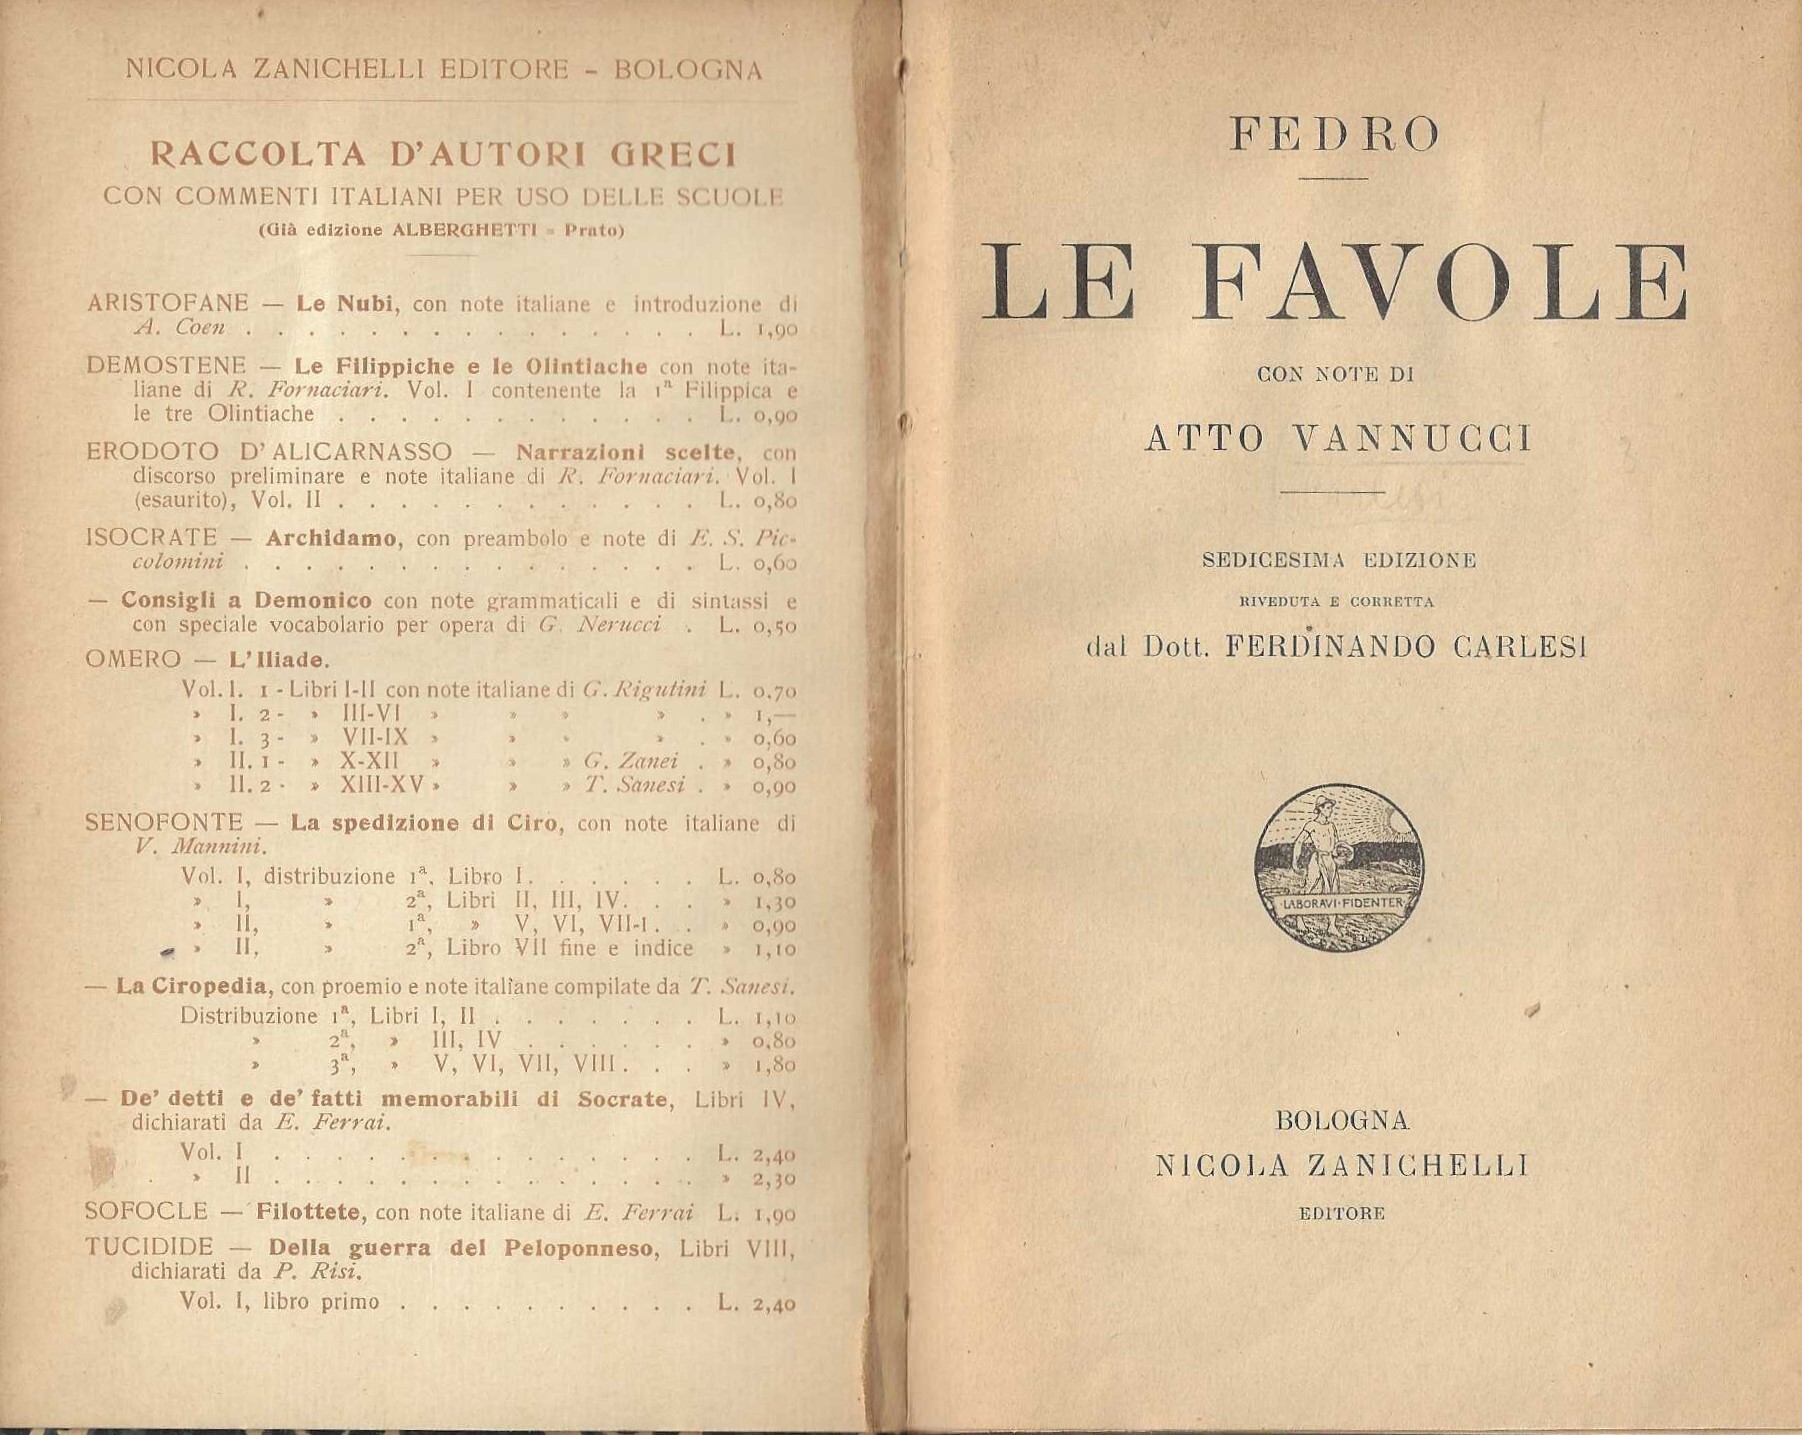 NICOLA ZANICHELLI EDITORE - BOLOGNA
RACCOLTA D'AUTORI GRECI
CON COMMENTI ITALIANI PER USO DELLE SCUOLE
(Già edizione ALBERGHETTI - Prato)
ARISTOFANE — Le Nubi, con note italiane e introduzione di
A. Coen . . . . . . . . . . . . . . . L. 1,90
DEMOSTENE — Le Filippiche e le Olintiache con note ita-
liane di R. Fornaciari. Vol. I contenente la 1ª Filippica e
le tre Olintiache . . . . . . . . . . . L. 0,90
ERODOTO D'ALICARNASSO — Narrazioni scelte, con
discorso preliminare e note italiane di R. Fornaciari. Vol. I
(esaurito), Vol. II . . . . . . . . . . . L. 0,80
ISOCRATE — Archidamo, con preambolo e note di E. S. Pic-
colomini . . . . . . . . . . . . . . . L. 0,60
— Consigli a Demonico con note grammaticali e di sintassi e
con speciale vocabolario per opera di G. Nerucci . L. 0,50
OMERO — L'Iliade.
Vol. I. 1 - Libri I-II con note italiane di G. Rigutini L. 0,70
» I. 2 - » III-VI » » » » . » 1,—
» I. 3 - » VII-IX » » » » . » 0,60
» II. 1 - » X-XII » » » G. Zanei . » 0,80
» II. 2 - » XIII-XV » » » T. Sanesi . » 0,90
SENOFONTE — La spedizione di Ciro, con note italiane di
V. Mannini.
Vol. I, distribuzione 1ª, Libro I. . . . . . . L. 0,80
» I, » 2ª, Libri II, III, IV. . . » 1,30
» II, » 1ª, » V, VI, VII-I . . » 0,90
» II, » 2ª, Libro VII fine e indice » 1,10
— La Ciropedia, con proemio e note italiane compilate da T. Sanesi.
Distribuzione 1ª, Libri I, II . . . . . . . L. 1,10
» 2ª, » III, IV . . . . . . » 0,80
» 3ª, » V, VI, VII, VIII . . . » 1,80
— De' detti e de' fatti memorabili di Socrate, Libri IV,
dichiarati da E. Ferrai.
Vol. I . . . . . . . . . . . . . . L. 2,40
» II . . . . . . . . . . . . . . » 2,30
SOFOCLE — Filottete, con note italiane di E. Ferrai L. 1,90
TUCIDIDE — Della guerra del Peloponneso, Libri VIII,
dichiarati da P. Risi.
Vol. I, libro primo . . . . . . . . . . L. 2,40
FEDRO
LE FAVOLE
CON NOTE DI
ATTO VANNUCCI
SEDICESIMA EDIZIONE
RIVEDUTA E CORRETTA
dal Dott. FERDINANDO CARLESI
LABORAVI·FIDENTER
BOLOGNA
NICOLA ZANICHELLI
EDITORE